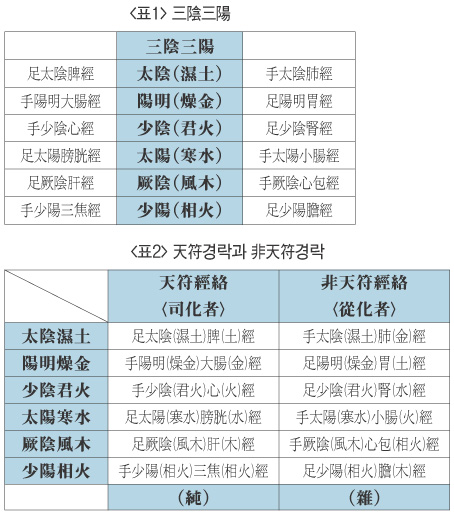 <표1> 三陰三陽
三陰三陽
足太陰脾經 太陰(濕土) 手太陰肺經
手陽明大腸經 陽明(燥金) 足陽明胃經
手少陰心經 少陰(君火) 足少陰腎經
足太陽膀胱經 太陽(寒水) 手太陽小腸經
足厥陰肝經 厥陰(風木) 手厥陰心包經
手少陽三焦經 少陽(相火) 足少陽膽經
<표2> 天符경락과 非天符경락
天符經絡 非天符經絡
〈司化者〉 〈從化者〉
太陰濕土 足太陰(濕土)脾(土)經 手太陰(濕土)肺(金)經
陽明燥金 手陽明(燥金)大腸(金)經 足陽明(燥金)胃(土)經
少陰君火 手少陰(君火)心(火)經 足少陰(君火)腎(水)經
太陽寒水 足太陽(寒水)膀胱(水)經 手太陽(寒水)小腸(火)經
厥陰風木 足厥陰(風木)肝(木)經 手厥陰(風木)心包(相火)經
少陽相火 手少陽(相火)三焦(相火)經 足少陽(相火)膽(木)經
(純) (雜)